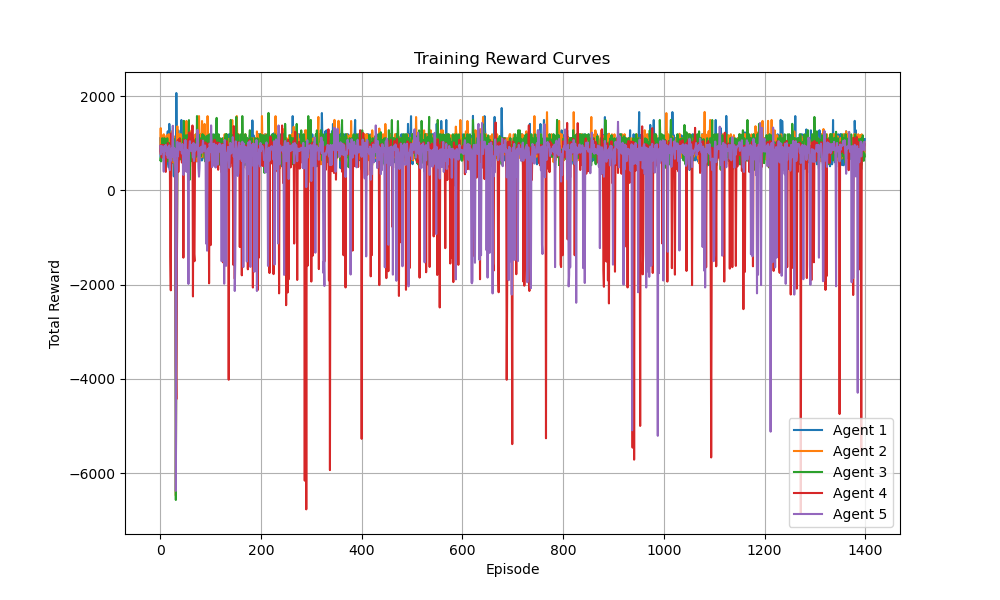 Training Reward Curves
Total Reward
2000
0
−2000
−4000
−6000
0 200 400 600 800 1000 1200 1400
Episode
Agent 1
Agent 2
Agent 3
Agent 4
Agent 5